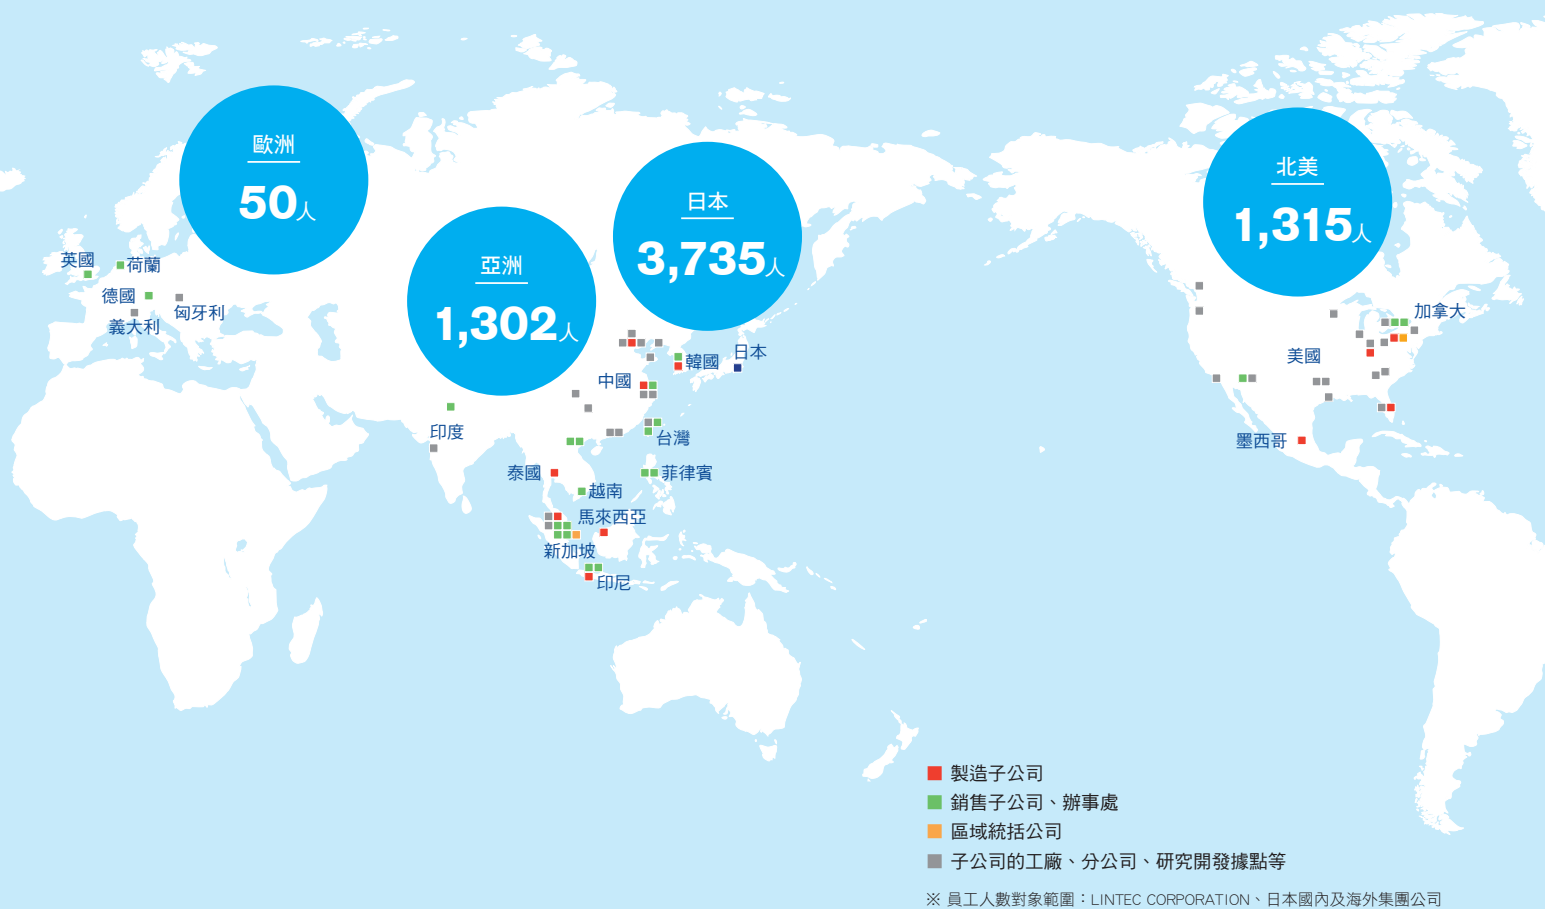 歐洲
50人
亞洲
1,302人
日本
3,735人
北美
1,315人
英國
荷蘭
德國
匈牙利
義大利
加拿大
美國
墨西哥
日本
韓國
中國
印度
台灣
泰國
菲律賓
越南
馬來西亞
新加坡
印尼
製造子公司
銷售子公司、辦事處
區域統括公司
子公司的工廠、分公司、研究開發據點等
※ 員工人數對象範圍：LINTEC CORPORATION、日本國內及海外集團公司